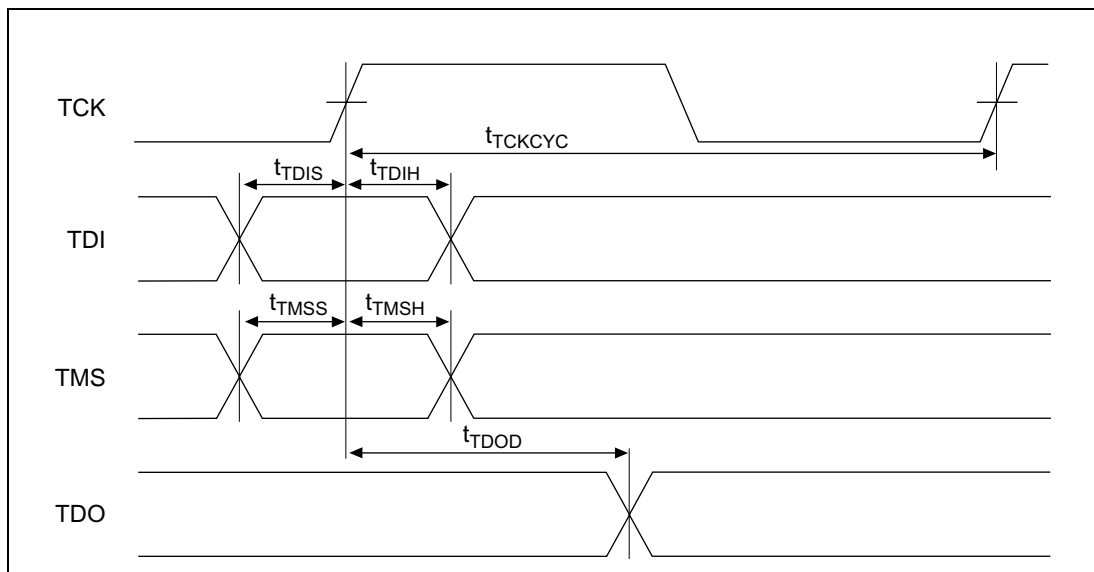 TCK
tTCKCYC
tTDIS tTDIH
TDI
tTMSS tTMSH
TMS
tTDOD
TDO